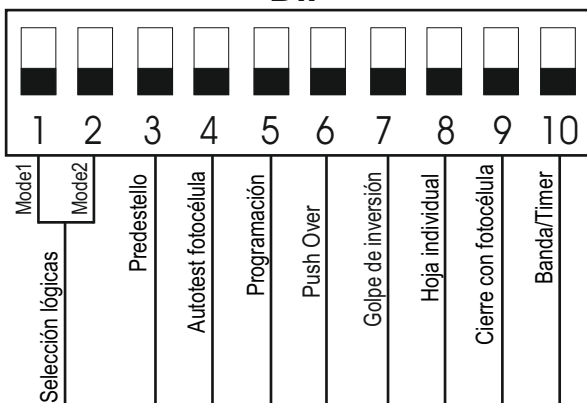 1 2 3 4 5 6 7 8 9 10
Mode1
Mode2
Selección lógicas
Predestello
Autotest fotocélula
Programación
Push Over
Golpe de inversión
Hoja individual
Cierre con fotocélula
Banda/Timer